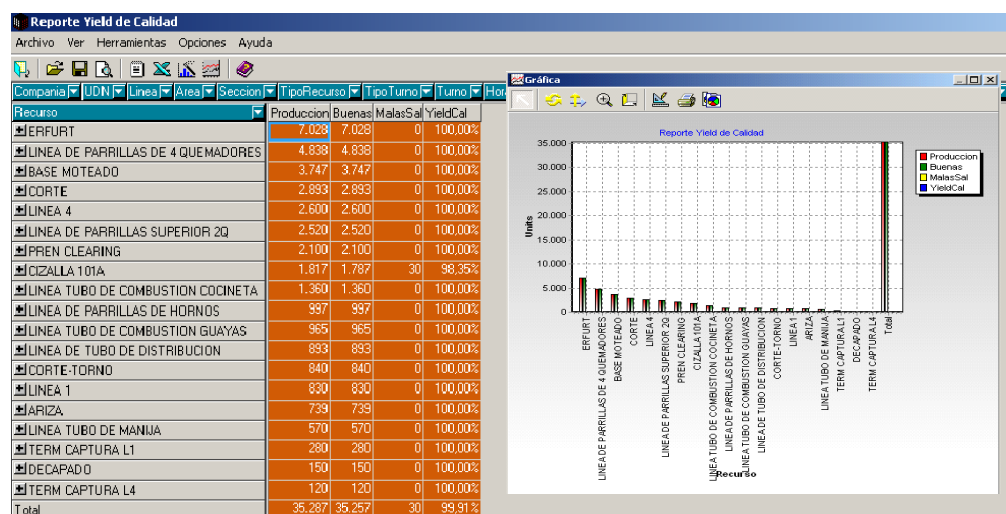 Reporte Yield de Calidad
Archivo Ver Herramientas Opciones Ayuda
Compania UDN Linea Area Seccion TipoRecurso TipoTurno Turno Hor
Recurso Produccion Buenas MalasSal YieldCal
ERFURT 7.028 7.028 0 100,00%
LINEA DE PARRILLAS DE 4 QUEMADORES 4.838 4.838 0 100,00%
BASE MOTEADO 3.747 3.747 0 100,00%
CORTE 2.893 2.893 0 100,00%
LINEA 4 2.600 2.600 0 100,00%
LINEA DE PARRILLAS SUPERIOR 2Q 2.520 2.520 0 100,00%
PREN CLEARING 2.100 2.100 0 100,00%
CIZALLA 101A 1.817 1.787 30 98,35%
LINEA TUBO DE COMBUSTION COCINETA 1.360 1.360 0 100,00%
LINEA DE PARRILLAS DE HORNOS 997 997 0 100,00%
LINEA TUBO DE COMBUSTION GUAYAS 965 965 0 100,00%
LINEA DE TUBO DE DISTRIBUCION 893 893 0 100,00%
CORTE-TORNO 840 840 0 100,00%
LINEA 1 830 830 0 100,00%
ARIZA 739 739 0 100,00%
LINEA TUBO DE MANIJA 570 570 0 100,00%
TERM CAPTURA L1 280 280 0 100,00%
DECAPADO 150 150 0 100,00%
TERM CAPTURA L4 120 120 0 100,00%
Total 35.287 35.257 30 99,91%
Gráfica
Reporte Yield de Calidad
35.000
30.000
25.000
20.000
15.000
10.000
5.000
0
Units
Produccion
Buenas
MalasSal
YieldCal
ERFURT
LINEA DE PARRILLAS DE 4 QUEMADORES
BASE MOTEADO
CORTE
LINEA 4
LINEA DE PARRILLAS SUPERIOR 2Q
PREN CLEARING
CIZALLA 101A
LINEA TUBO DE COMBUSTION COCINETA
LINEA DE PARRILLAS DE HORNOS
LINEA TUBO DE COMBUSTION GUAYAS
LINEA DE TUBO DE DISTRIBUCION
CORTE-TORNO
LINEA 1
ARIZA
LINEA TUBO DE MANIJA
TERM CAPTURA L1
DECAPADO
TERM CAPTURA L4
Total
Recurso